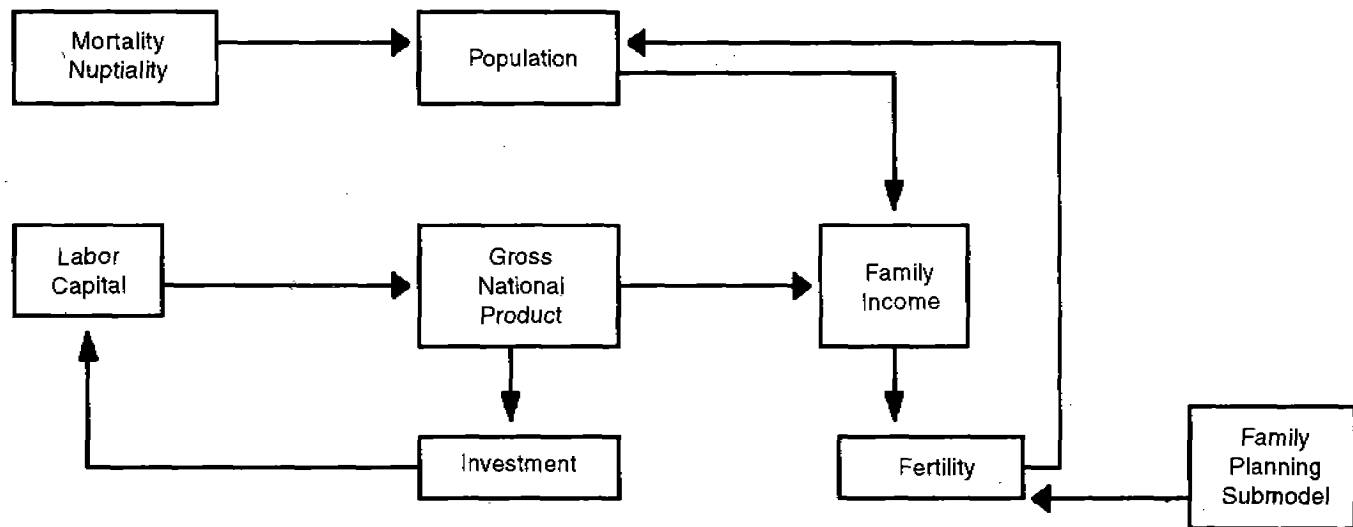 Mortality
Nuptiality
Population
Labor
Capital
Gross
National
Product
Family
Income
Investment
Fertility
Family
Planning
Submodel